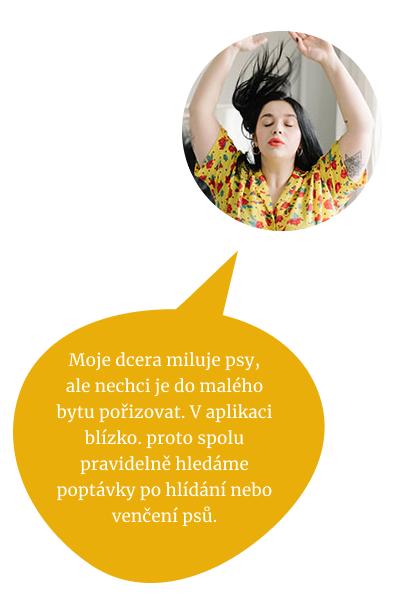 Moje dcera miluje psy,
ale nechci je do malého
bytu pořizovat. V aplikaci
blízko. proto spolu
pravidelně hledáme
poptávky po hlídání nebo
venčení psů.